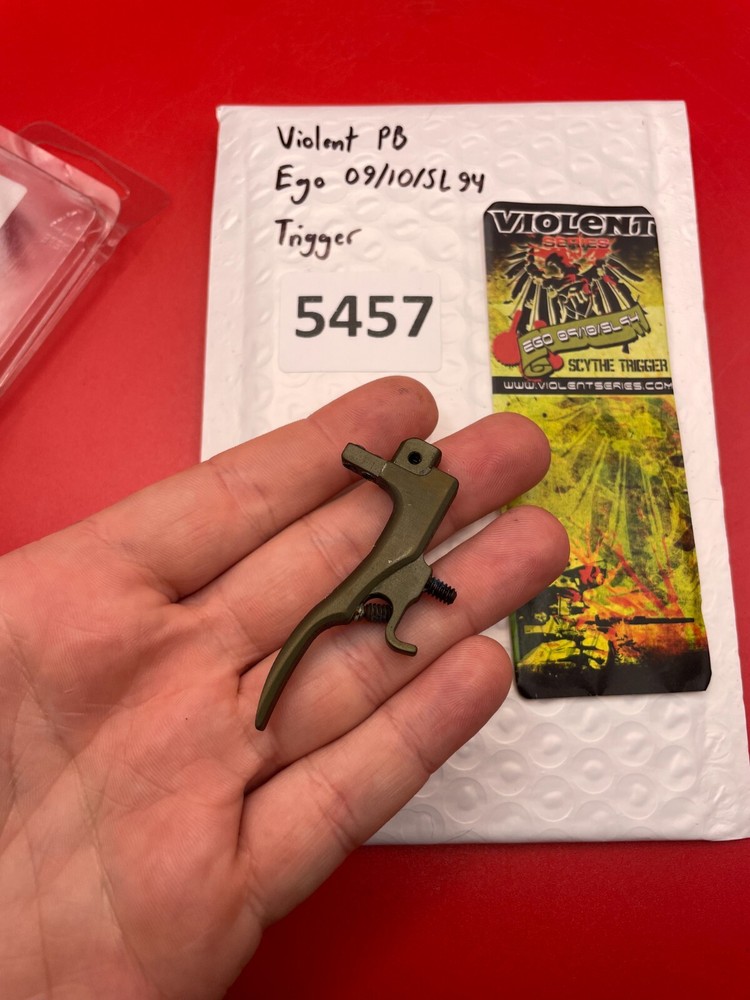 Violent PB
Ego 09/10/SL94
Trigger
5457
VIOLENT
SERIES
EGO 09/10/SL94
SCYTHE TRIGGER
WWW.VIOLENTSERIES.COM